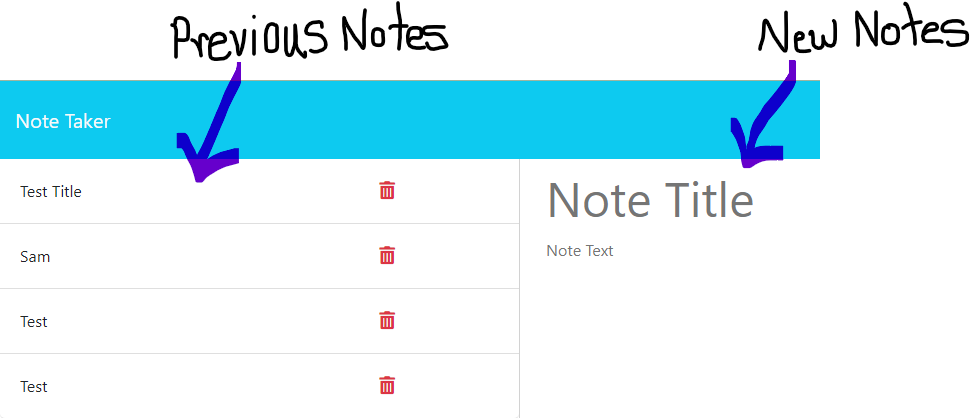 Previous Notes
New Notes
Note Taker
Test Title
Sam
Test
Test
Note Title
Note Text